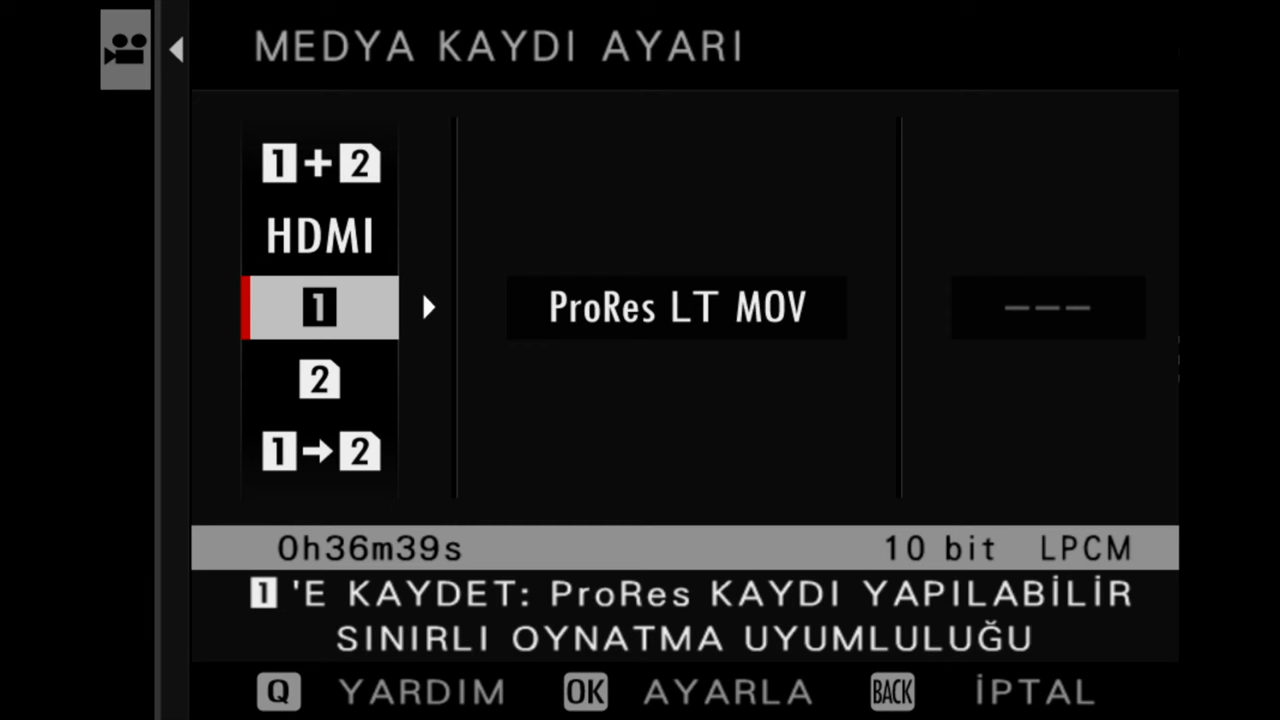 MEDYA KAYDI AYARI
1+2
HDMI
1
ProRes LT MOV
---
2
1→2
0h36m39s 10 bit LPCM
1 'E KAYDET: ProRes KAYDI YAPILABİLİR
SINIRLI OYNATMA UYUMLULUĞU
Q YARDIM OK AYARLA BACK İPTAL